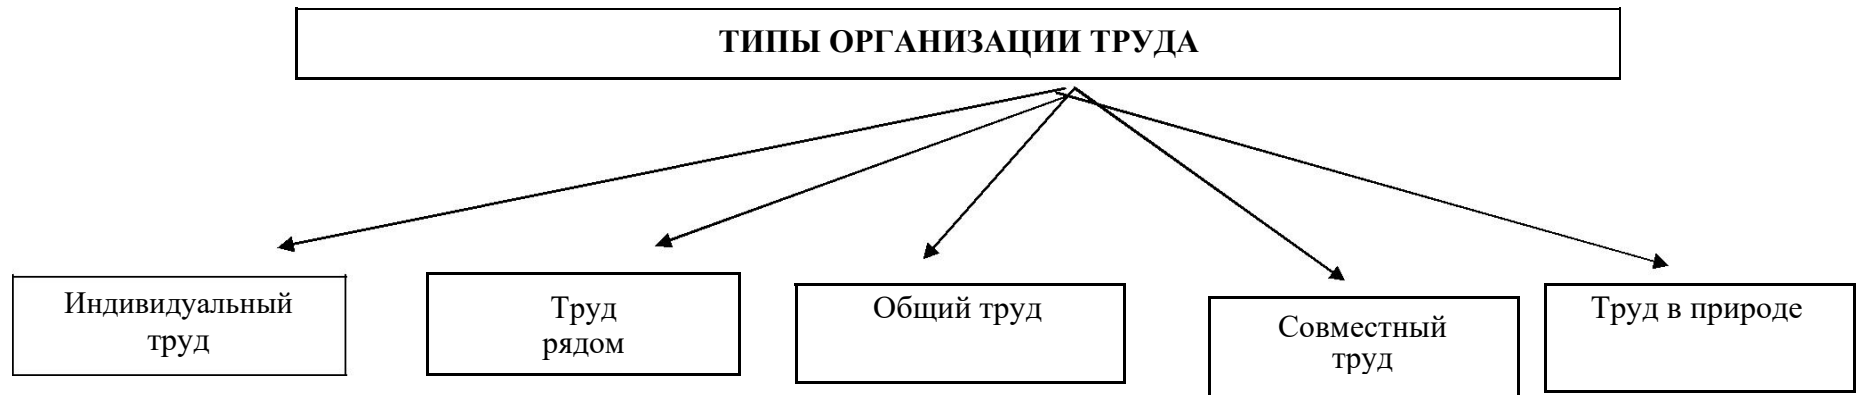 ТИПЫ ОРГАНИЗАЦИИ ТРУДА
Индивидуальный
труд
Труд
рядом
Общий труд
Совместный
труд
Труд в природе